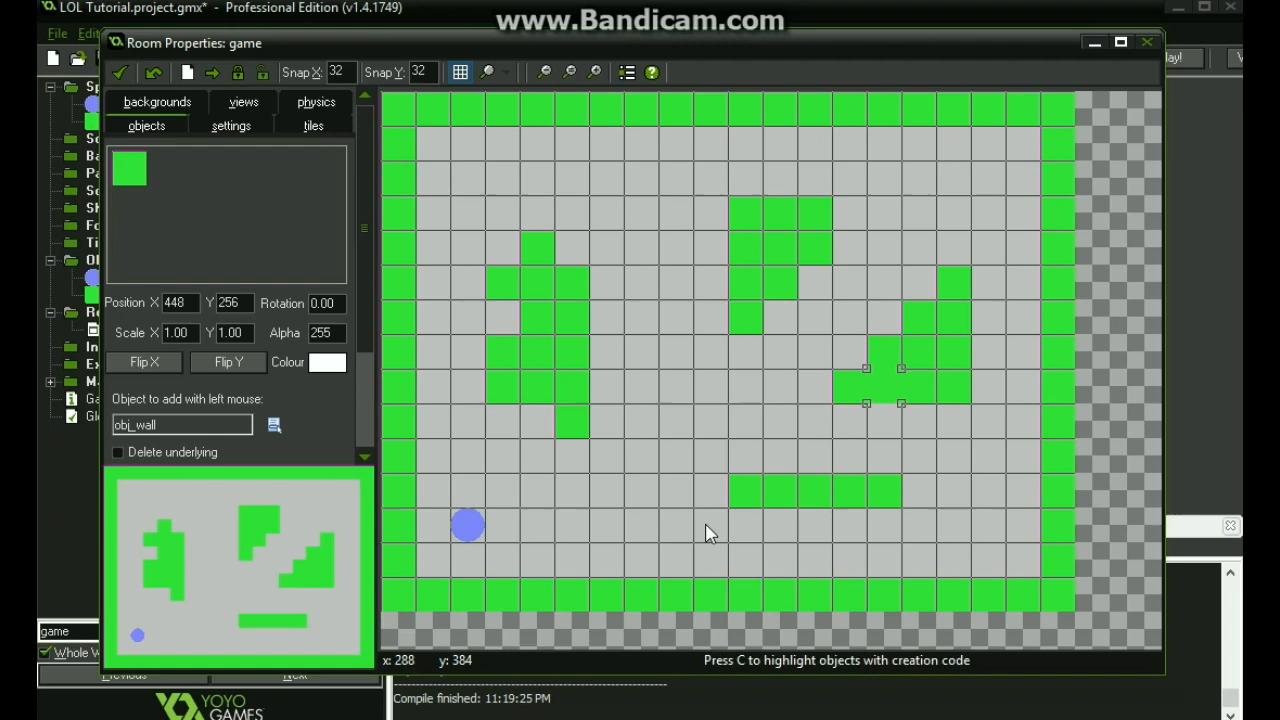 LOL Tutorial.project.gmx* - Professional Edition (v1.4.1749)
www.Bandicam.com
File
Room Properties: game
Snap X: 32 Snap Y: 32
backgrounds views physics
objects settings tiles
Position X 448 Y 256 Rotation 0.00
Scale X 1.00 Y 1.00 Alpha 255
Flip X Flip Y Colour
Object to add with left mouse:
obj_wall
Delete underlying
game
Whole W
x: 288 y: 384 Press C to highlight objects with creation code
Compile finished: 11:19:25 PM
YOYO
GAMES